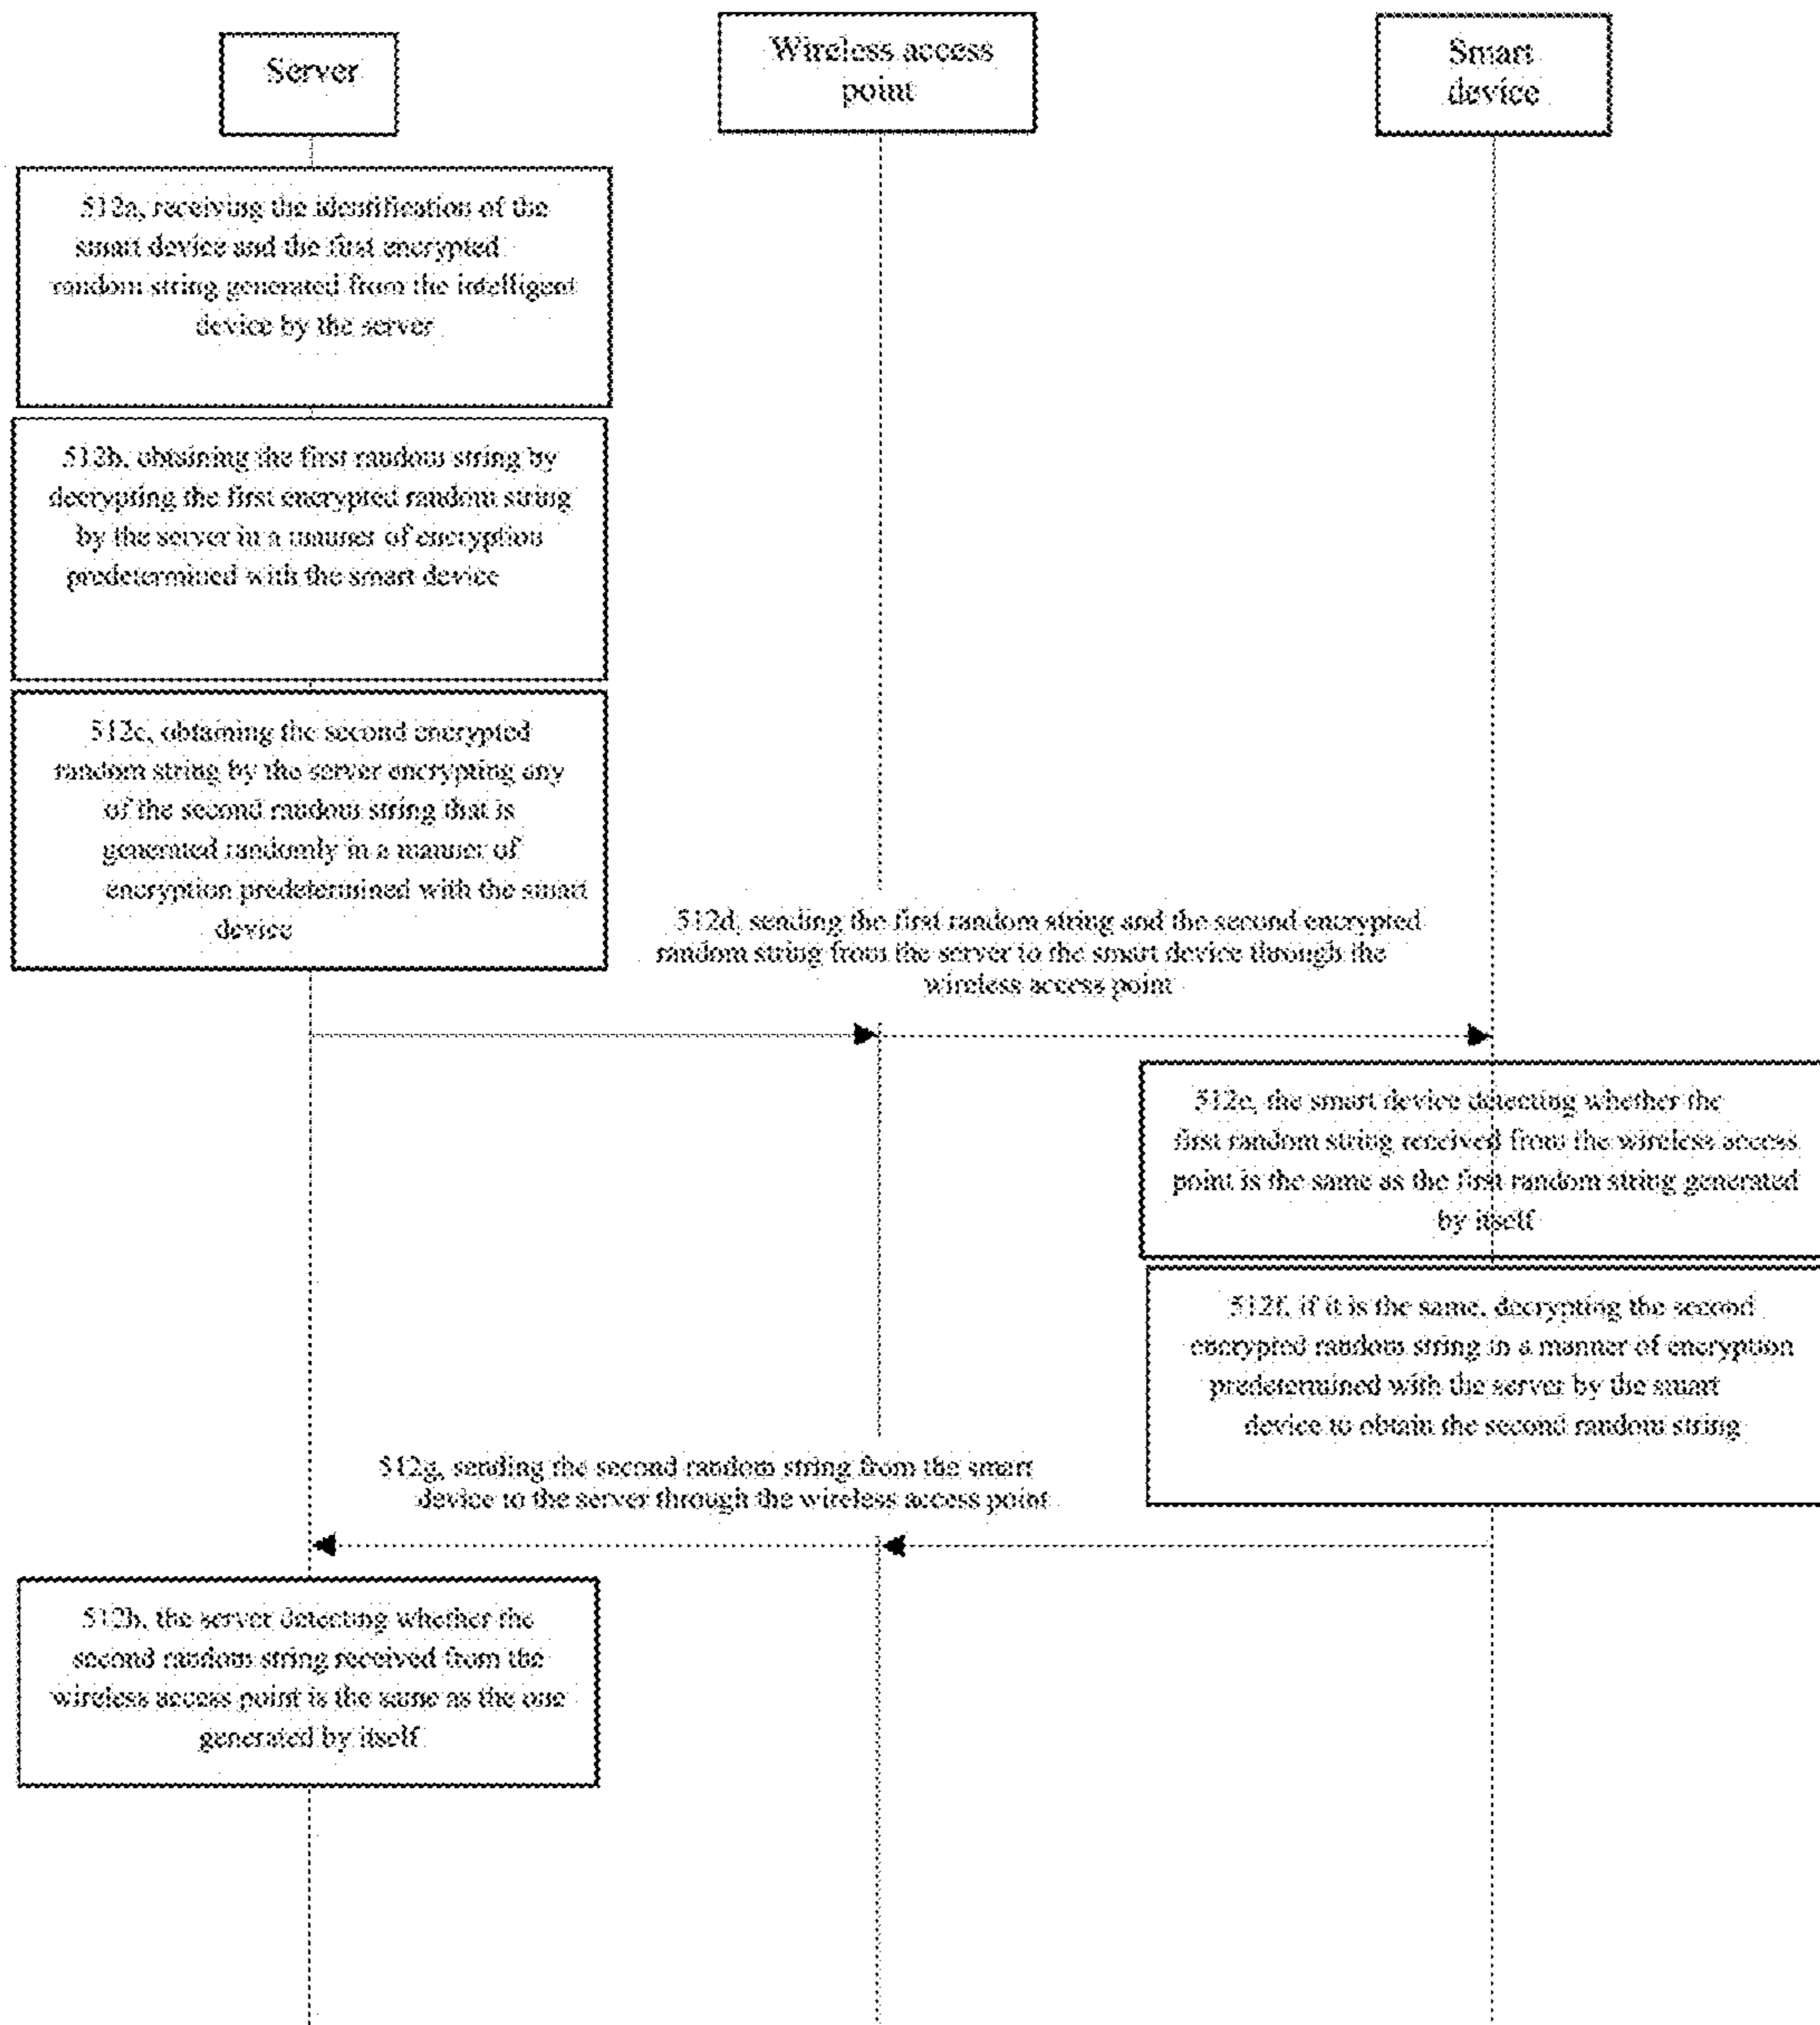 Server
Wireless access
point
Smart
device
512a, receiving the identification of the
smart device and the first encrypted
random string generated from the intelligent
device by the server
512b, obtaining the first random string by
decrypting the first encrypted random string
by the server in a manner of encryption
predetermined with the smart device
512c, obtaining the second encrypted
random string by the server encrypting any
of the second random string that is
generated randomly in a manner of
encryption predetermined with the smart
device
512d, sending the first random string and the second encrypted
random string from the server to the smart device through the
wireless access point
512e, the smart device detecting whether the
first random string received from the wireless access
point is the same as the first random string generated
by itself
512f, if it is the same, decrypting the second
encrypted random string in a manner of encryption
predetermined with the server by the smart
device to obtain the second random string
512g, sending the second random string from the smart
device to the server through the wireless access point
512h, the server detecting whether the
second random string received from the
wireless access point is the same as the one
generated by itself